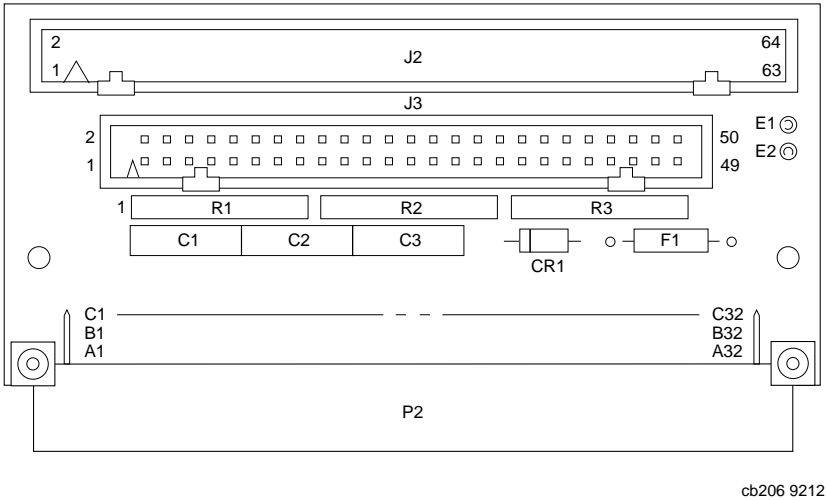 2 64
J2
1 63
J3
E1
2 50
E2
1 49
1 R1 R2 R3
C1 C2 C3 F1
CR1
C1 C32
B1 B32
A1 A32
P2
cb206 9212